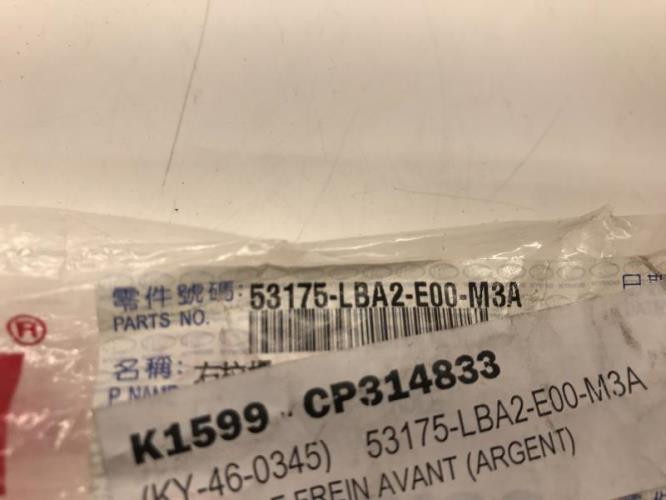 零件號碼: 53175-LBA2-E00-M3A
PARTS NO.
®
名稱:
P.NAME
K1599 CP314833
(KY-46-0345) 53175-LBA2-E00-M3A
FREIN AVANT (ARGENT)